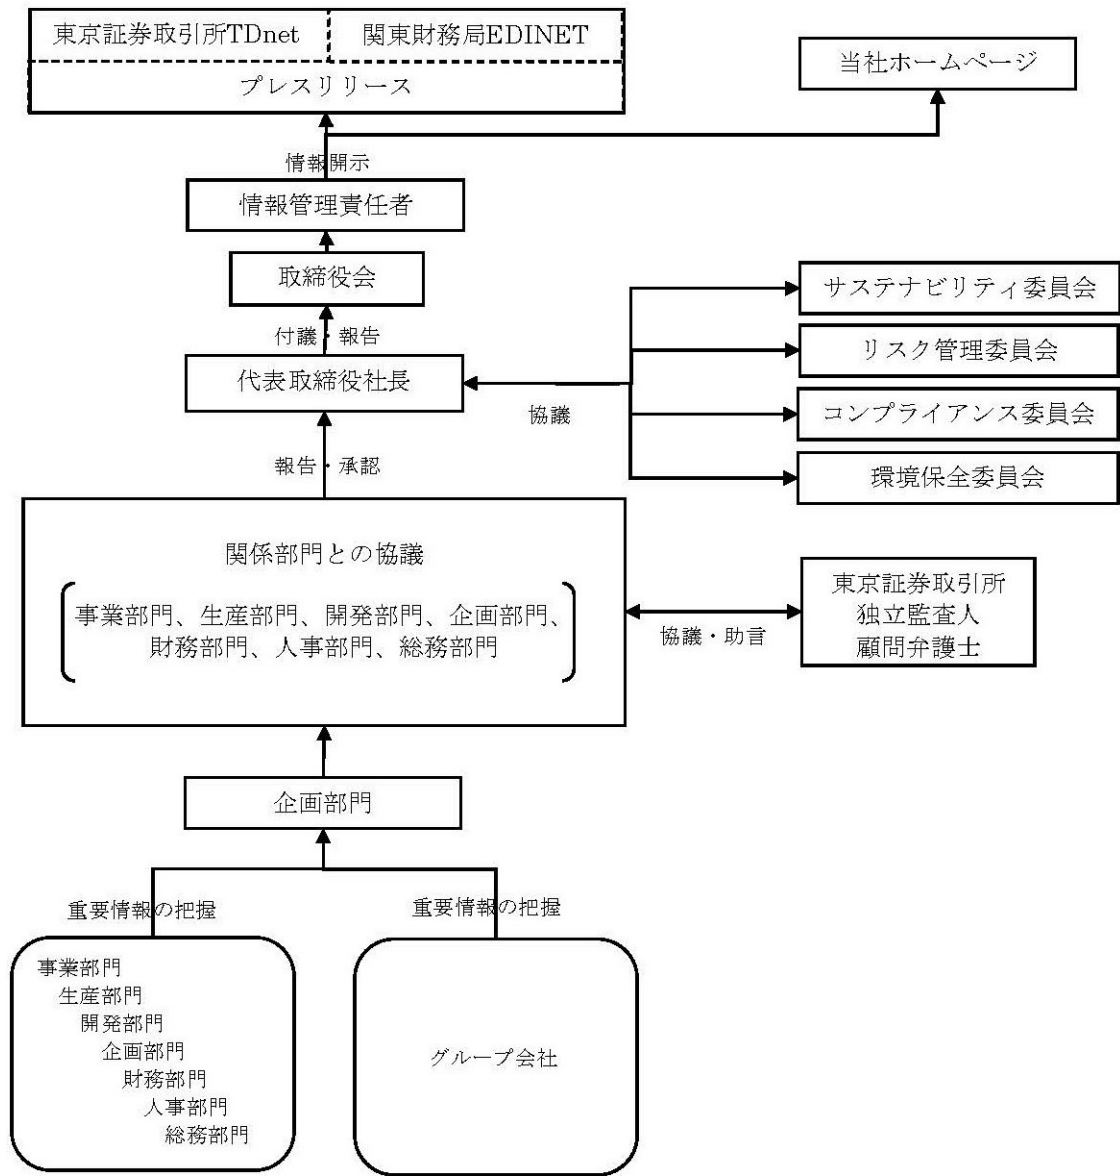 東京証券取引所TDnet
関東財務局EDINET
プレスリリース
当社ホームページ
情報開示
情報管理責任者
取締役会
付議・報告
代表取締役社長
協議
サステナビリティ委員会
リスク管理委員会
コンプライアンス委員会
環境保全委員会
報告・承認
関係部門との協議
事業部門、生産部門、開発部門、企画部門、
財務部門、人事部門、総務部門
協議・助言
東京証券取引所
独立監査人
顧問弁護士
企画部門
重要情報の把握
重要情報の把握
事業部門
生産部門
開発部門
企画部門
財務部門
人事部門
総務部門
グループ会社